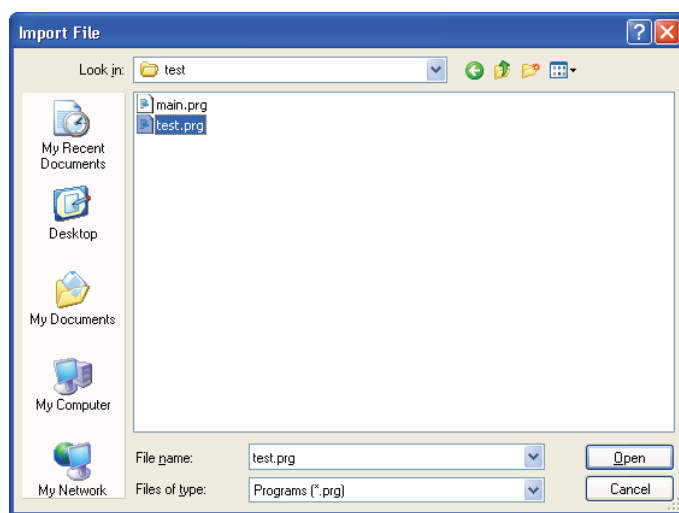 Import File
Look in: test
main.prg
test.prg
My Recent
Documents
Desktop
My Documents
My Computer
My Network
File name: test.prg Open
Files of type: Programs (*.prg) Cancel